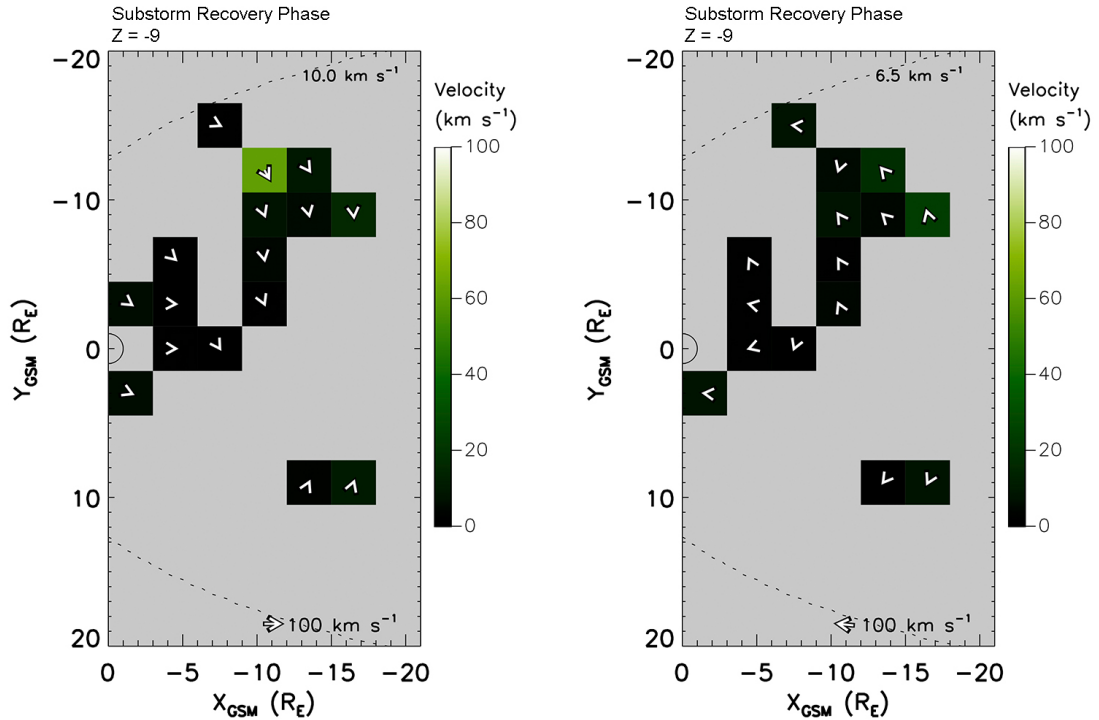 Substorm Recovery Phase
Z = -9
10.0 km s⁻¹
−20
−10
0
10
20
Y_GSM (R_E)
0
−5
−10
−15
−20
X_GSM (R_E)
100 km s⁻¹
Velocity
(km s⁻¹)
100
80
60
40
20
0
Substorm Recovery Phase
Z = -9
6.5 km s⁻¹
−20
−10
0
10
20
Y_GSM (R_E)
0
−5
−10
−15
−20
X_GSM (R_E)
100 km s⁻¹
Velocity
(km s⁻¹)
100
80
60
40
20
0